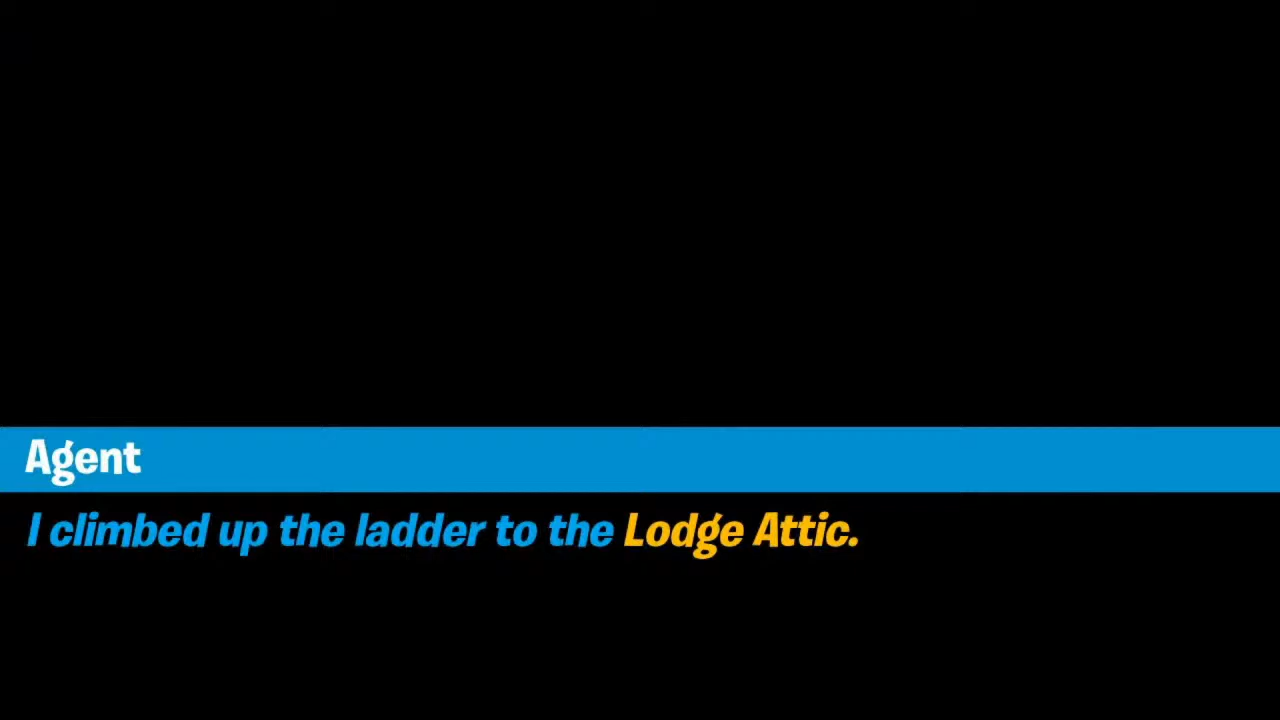 Agent
I climbed up the ladder to the Lodge Attic.